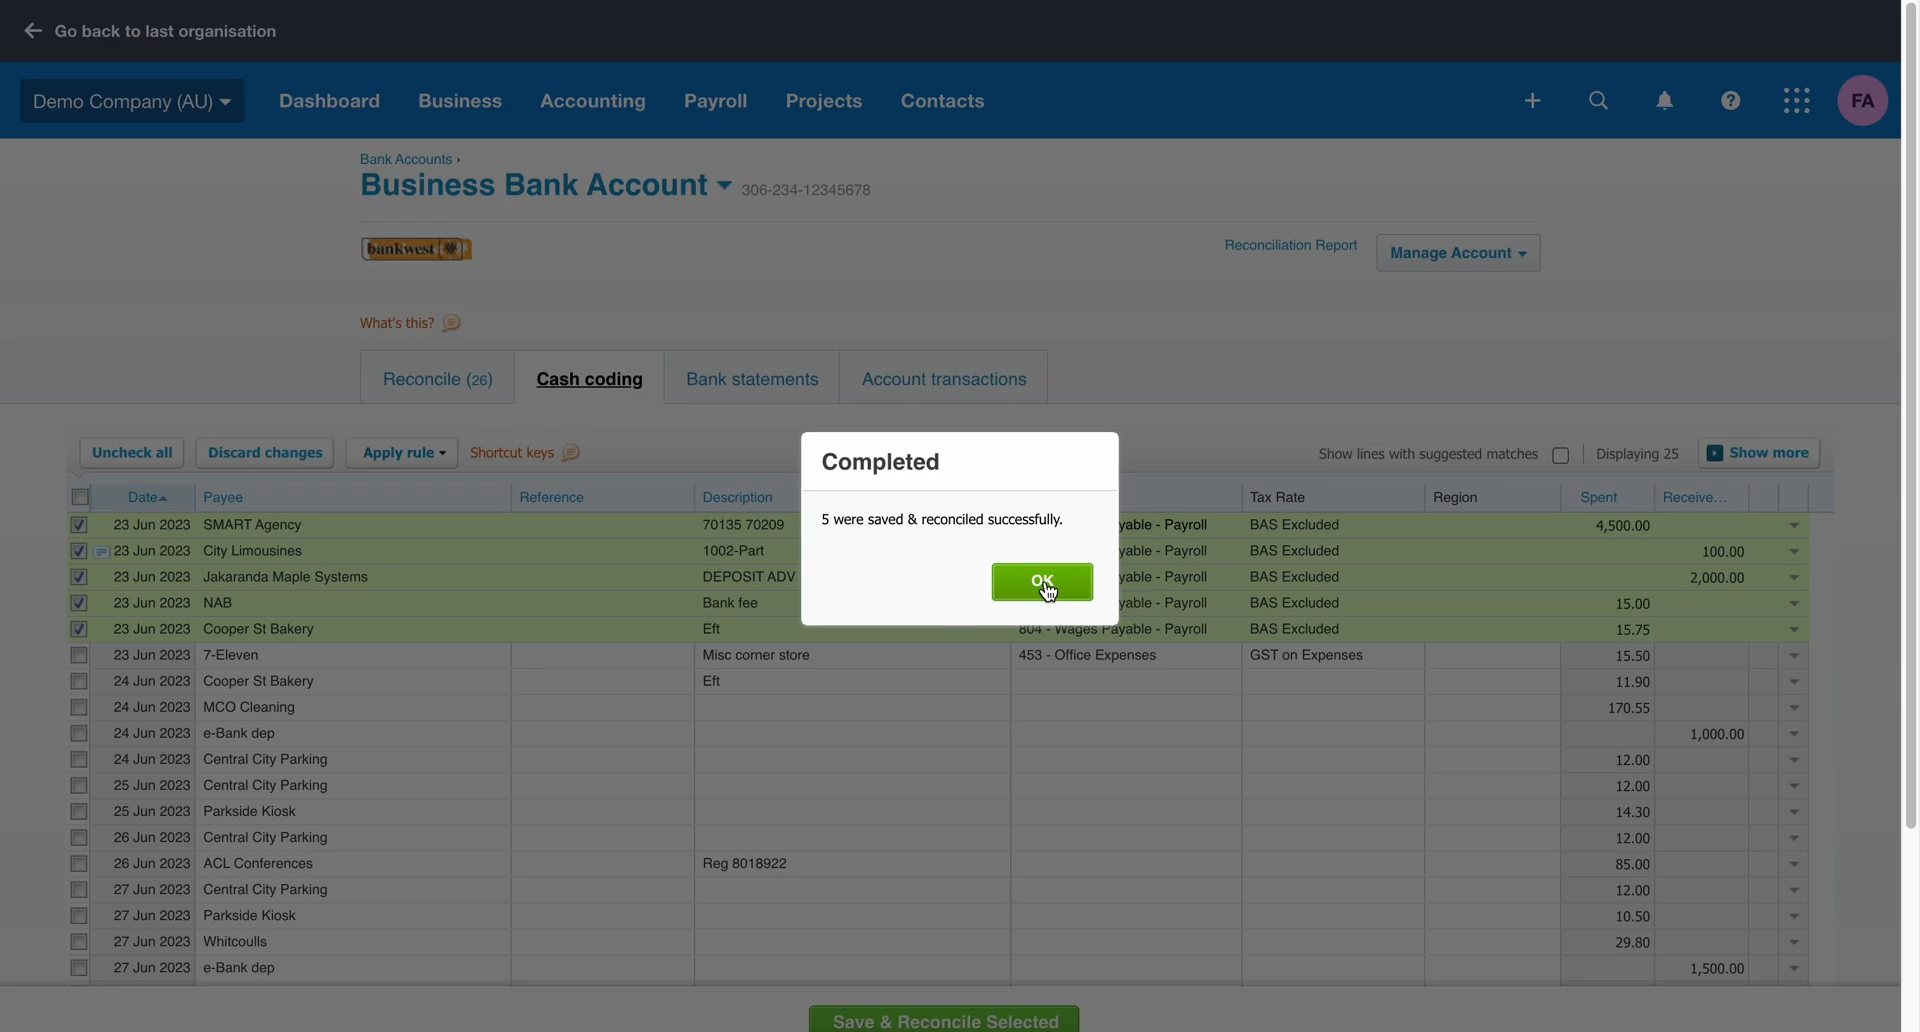 Go back to last organisation
Demo Company (AU) Dashboard Business Accounting Payroll Projects Contacts FA
Bank Accounts ›
Business Bank Account 306-234-12345678
bankwest
Reconciliation Report Manage Account
What's this?
Reconcile (26) Cash coding Bank statements Account transactions
Uncheck all Discard changes Apply rule Shortcut keys Show lines with suggested matches Displaying 25 Show more
Completed
5 were saved & reconciled successfully.
OK
Date Payee Reference Description Tax Rate Region Spent Receive...
23 Jun 2023 SMART Agency 70135 70209 yable - Payroll BAS Excluded 4,500.00
23 Jun 2023 City Limousines 1002-Part yable - Payroll BAS Excluded 100.00
23 Jun 2023 Jakaranda Maple Systems DEPOSIT ADV yable - Payroll BAS Excluded 2,000.00
23 Jun 2023 NAB Bank fee yable - Payroll BAS Excluded 15.00
23 Jun 2023 Cooper St Bakery Eft 804 - Wages Payable - Payroll BAS Excluded 15.75
23 Jun 2023 7-Eleven Misc corner store 453 - Office Expenses GST on Expenses 15.50
24 Jun 2023 Cooper St Bakery Eft 11.90
24 Jun 2023 MCO Cleaning 170.55
24 Jun 2023 e-Bank dep 1,000.00
24 Jun 2023 Central City Parking 12.00
25 Jun 2023 Central City Parking 12.00
25 Jun 2023 Parkside Kiosk 14.30
26 Jun 2023 Central City Parking 12.00
26 Jun 2023 ACL Conferences Reg 8018922 85.00
27 Jun 2023 Central City Parking 12.00
27 Jun 2023 Parkside Kiosk 10.50
27 Jun 2023 Whitcoulls 29.80
27 Jun 2023 e-Bank dep 1,500.00
Save & Reconcile Selected